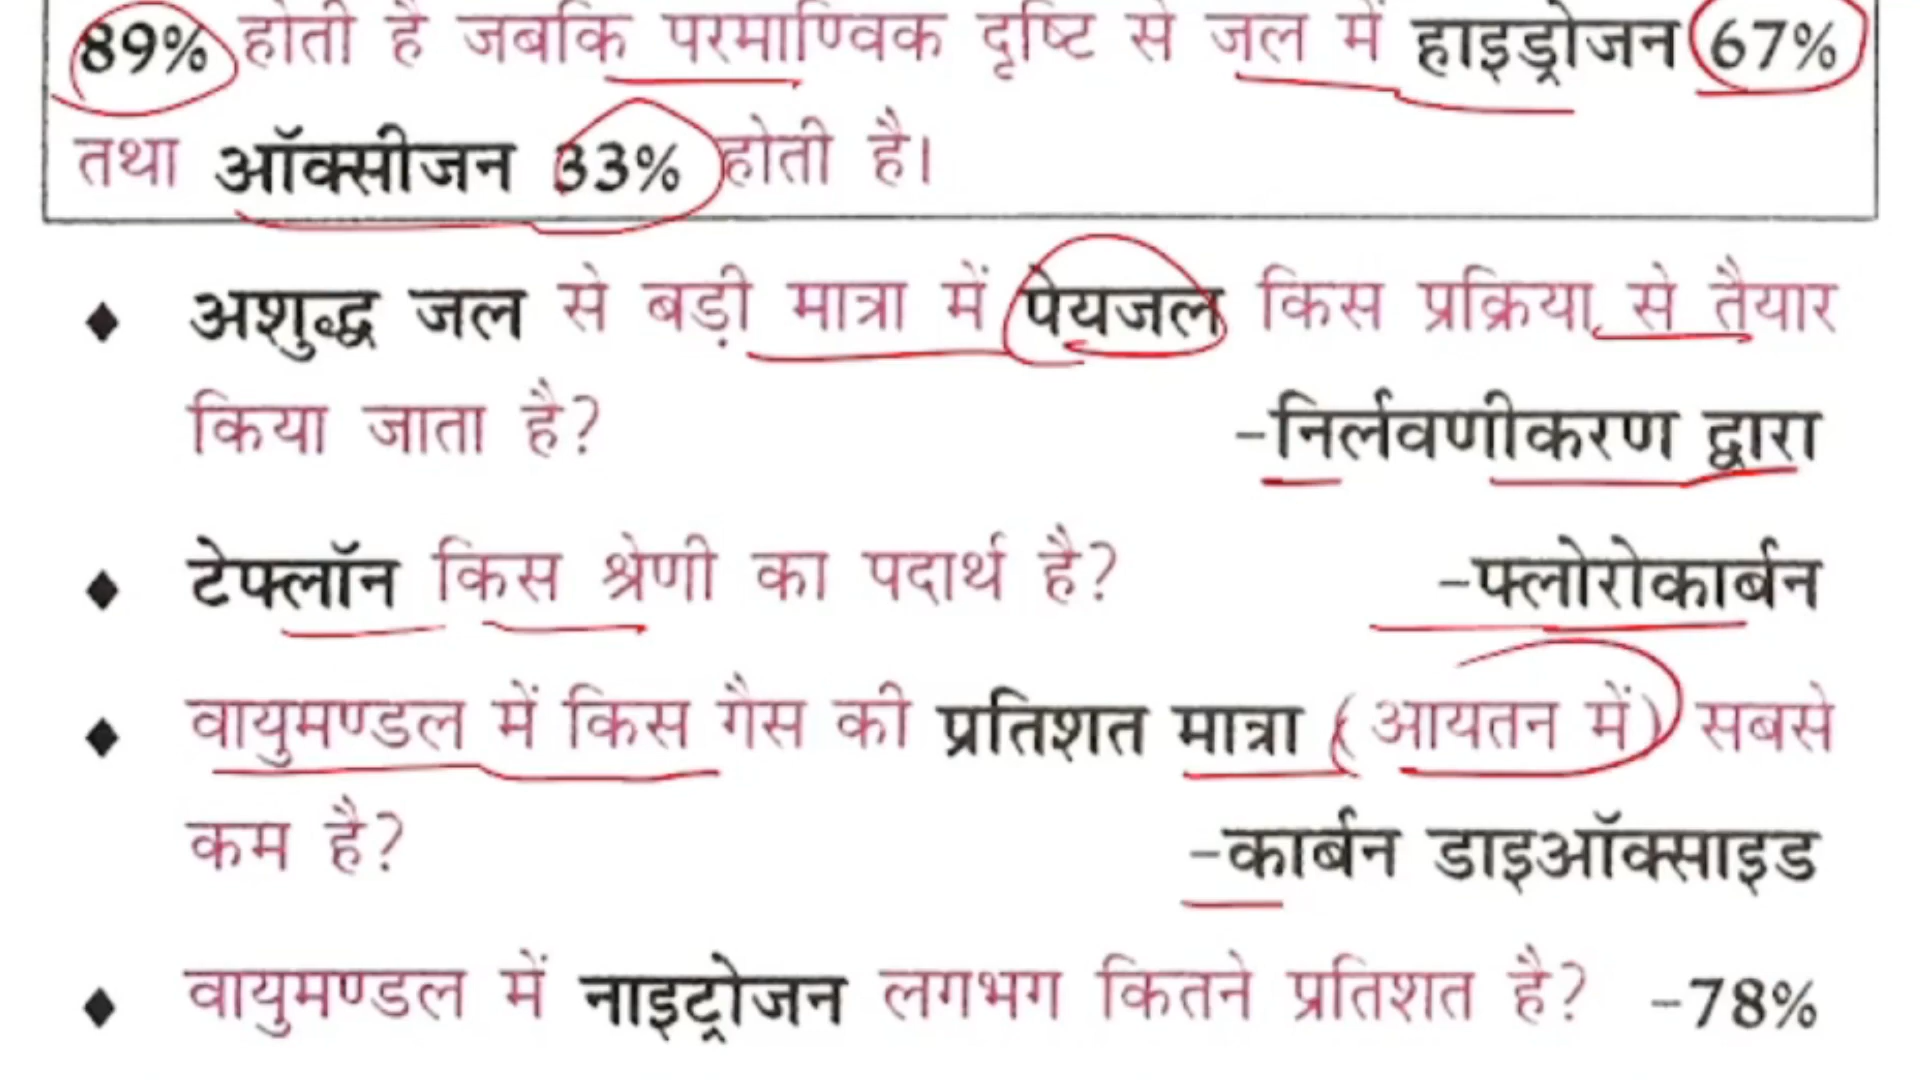 89% होती है जबकि परमाण्विक दृष्टि से जल में हाइड्रोजन 67%
तथा ऑक्सीजन 33% होती है।
♦ अशुद्ध जल से बड़ी मात्रा में पेयजल किस प्रक्रिया से तैयार
किया जाता है? -निर्लवणीकरण द्वारा
♦ टेफ्लॉन किस श्रेणी का पदार्थ है? -फ्लोरोकार्बन
♦ वायुमण्डल में किस गैस की प्रतिशत मात्रा (आयतन में) सबसे
कम है? -कार्बन डाइऑक्साइड
♦ वायुमण्डल में नाइट्रोजन लगभग कितने प्रतिशत है? -78%